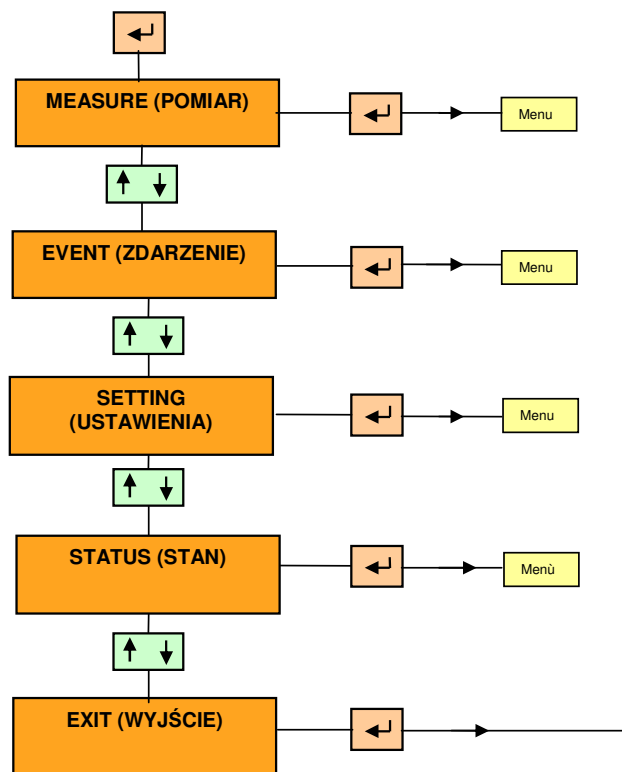 MEASURE (POMIAR)
Menu
EVENT (ZDARZENIE)
Menu
SETTING
(USTAWIENIA)
Menu
STATUS (STAN)
Menù
EXIT (WYJŚCIE)